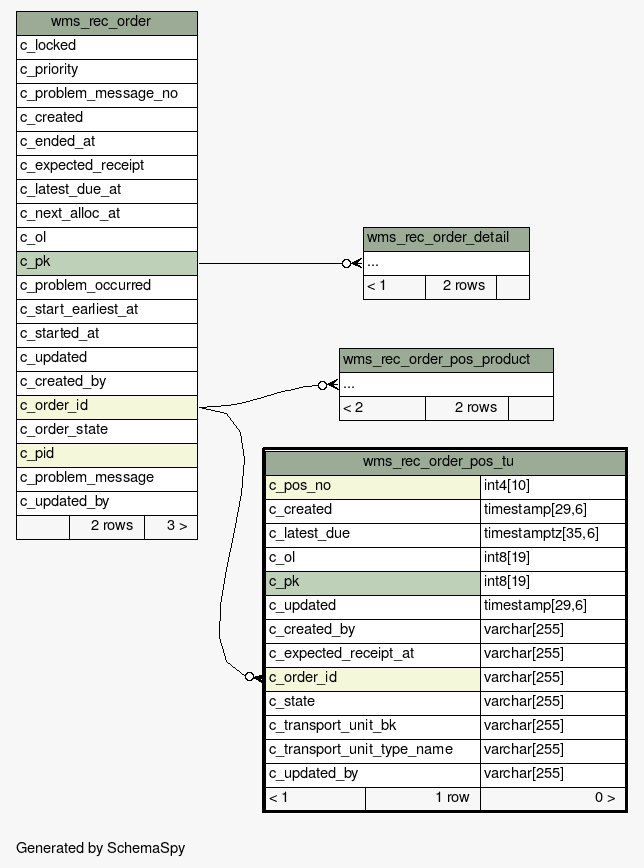 wms_rec_order
c_locked
c_priority
c_problem_message_no
c_created
c_ended_at
c_expected_receipt
c_latest_due_at
c_next_alloc_at
c_ol
c_pk
c_problem_occurred
c_start_earliest_at
c_started_at
c_updated
c_created_by
c_order_id
c_order_state
c_pid
c_problem_message
c_updated_by
2 rows 3 >
wms_rec_order_detail
...
< 1 2 rows
wms_rec_order_pos_product
...
< 2 2 rows
wms_rec_order_pos_tu
c_pos_no int4[10]
c_created timestamp[29,6]
c_latest_due timestamptz[35,6]
c_ol int8[19]
c_pk int8[19]
c_updated timestamp[29,6]
c_created_by varchar[255]
c_expected_receipt_at varchar[255]
c_order_id varchar[255]
c_state varchar[255]
c_transport_unit_bk varchar[255]
c_transport_unit_type_name varchar[255]
c_updated_by varchar[255]
< 1 1 row 0 >
Generated by SchemaSpy